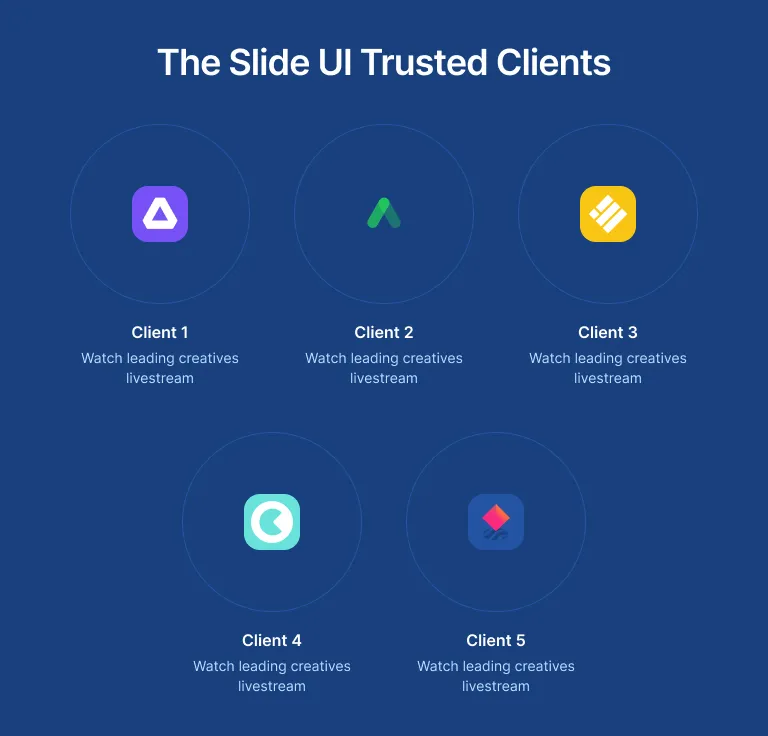 The Slide UI Trusted Clients
Client 1
Watch leading creatives
livestream
Client 2
Watch leading creatives
livestream
Client 3
Watch leading creatives
livestream
Client 4
Watch leading creatives
livestream
Client 5
Watch leading creatives
livestream